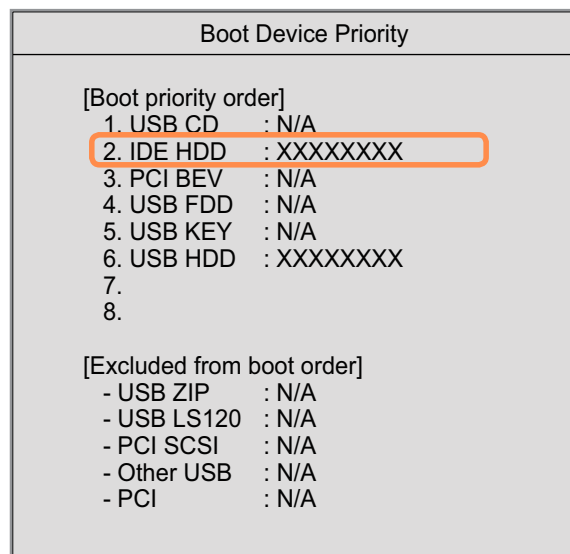 Boot Device Priority
[Boot priority order]
1. USB CD : N/A
2. IDE HDD : XXXXXXXX
3. PCI BEV : N/A
4. USB FDD : N/A
5. USB KEY : N/A
6. USB HDD : XXXXXXXX
7.
8.
[Excluded from boot order]
- USB ZIP : N/A
- USB LS120 : N/A
- PCI SCSI : N/A
- Other USB : N/A
- PCI : N/A